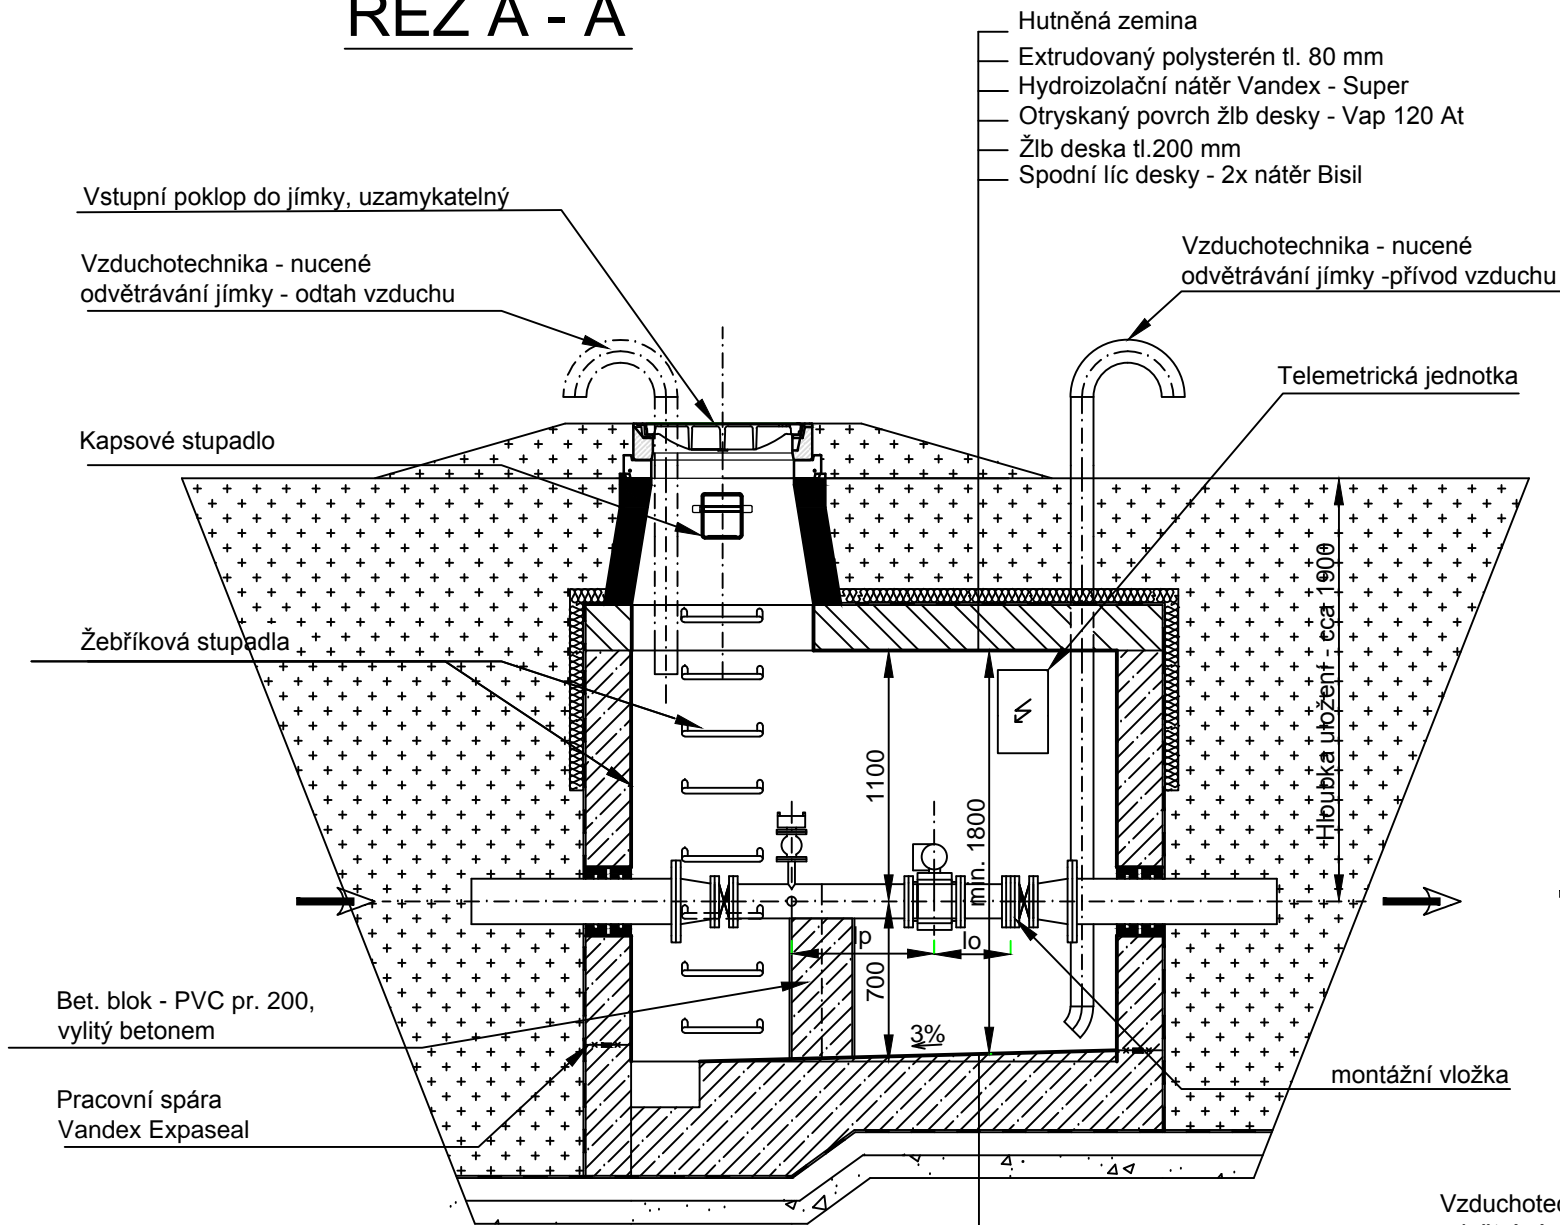 ŘEZ A - A
Hutněná zemina
Extrudovaný polysterén tl. 80 mm
Hydroizolační nátěr Vandex - Super
Otryskaný povrch žlb desky - Vap 120 At
Žlb deska tl.200 mm
Spodní líc desky - 2x nátěr Bisil
Vstupní poklop do jímky, uzamykatelný
Vzduchotechnika - nucené
odvětrávání jímky - odtah vzduchu
Vzduchotechnika - nucené
odvětrávání jímky -přívod vzduchu
Telemetrická jednotka
Kapsové stupadlo
Žebříková stupadla
Hloubka uložení - cca 1900
1100
min. 1800
lp
lo
700
3%
Bet. blok - PVC pr. 200,
vylitý betonem
montážní vložka
Pracovní spára
Vandex Expaseal